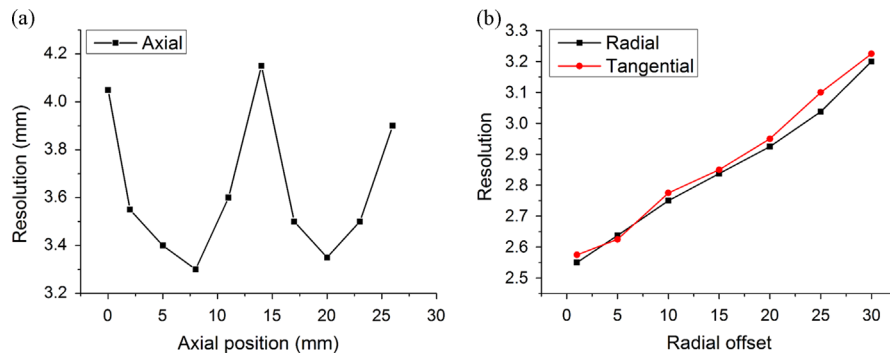 (a)
Axial
4.2
4.0
3.8
3.6
3.4
3.2
Resolution (mm)
0 5 10 15 20 25 30
Axial position (mm)
(b)
Radial
Tangential
3.3
3.2
3.1
3.0
2.9
2.8
2.7
2.6
2.5
Resolution
0 5 10 15 20 25 30
Radial offset